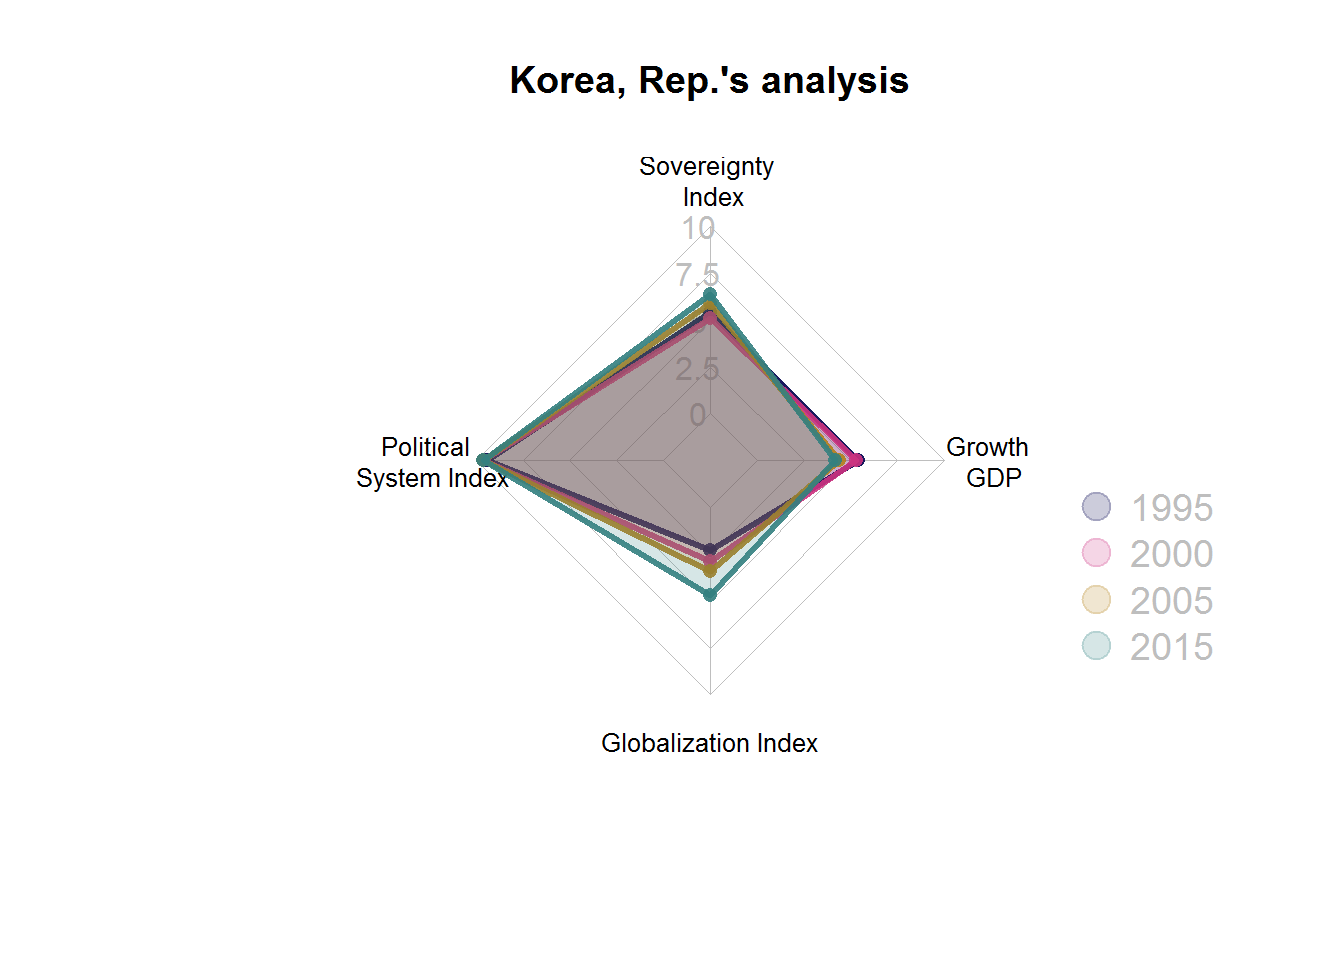 Korea, Rep.'s analysis
Sovereignty
Index
10
7.5
2.5
0
Political
System Index
Growth
GDP
1995
2000
2005
2015
Globalization Index